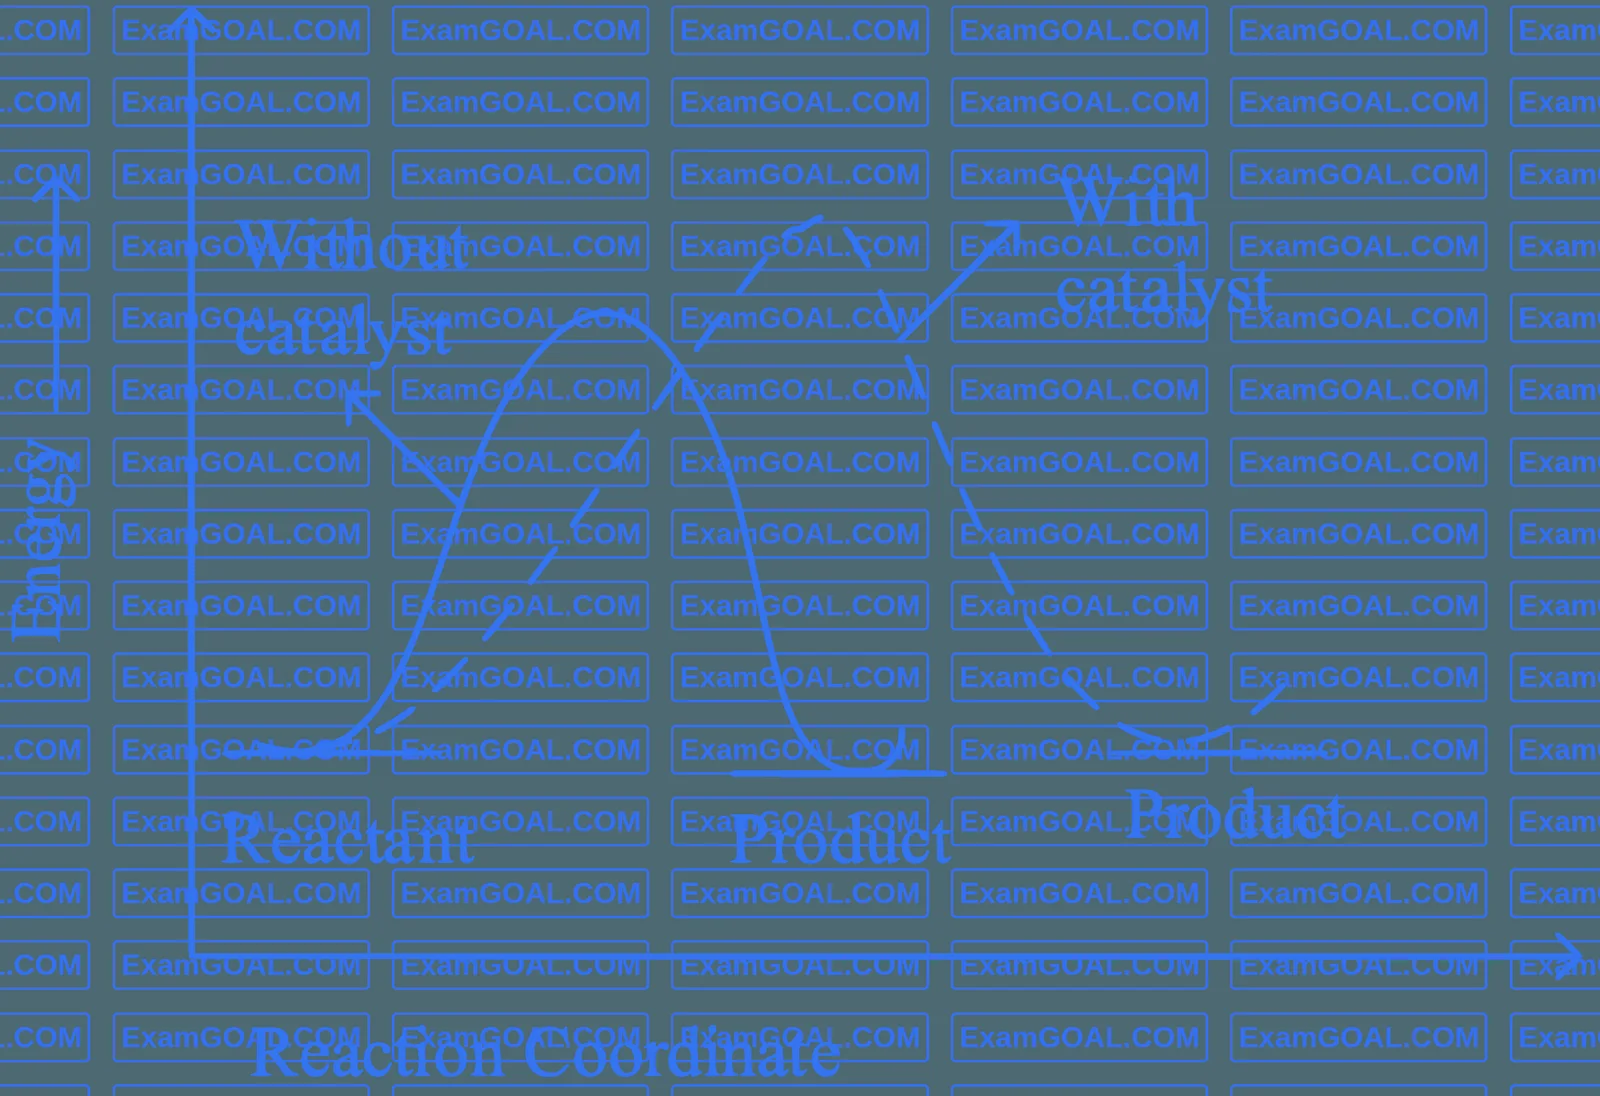 Without
catalyst
With
catalyst
Energy
Reactant
Product
Product
Reaction Coordinate
ExamGOAL.COM